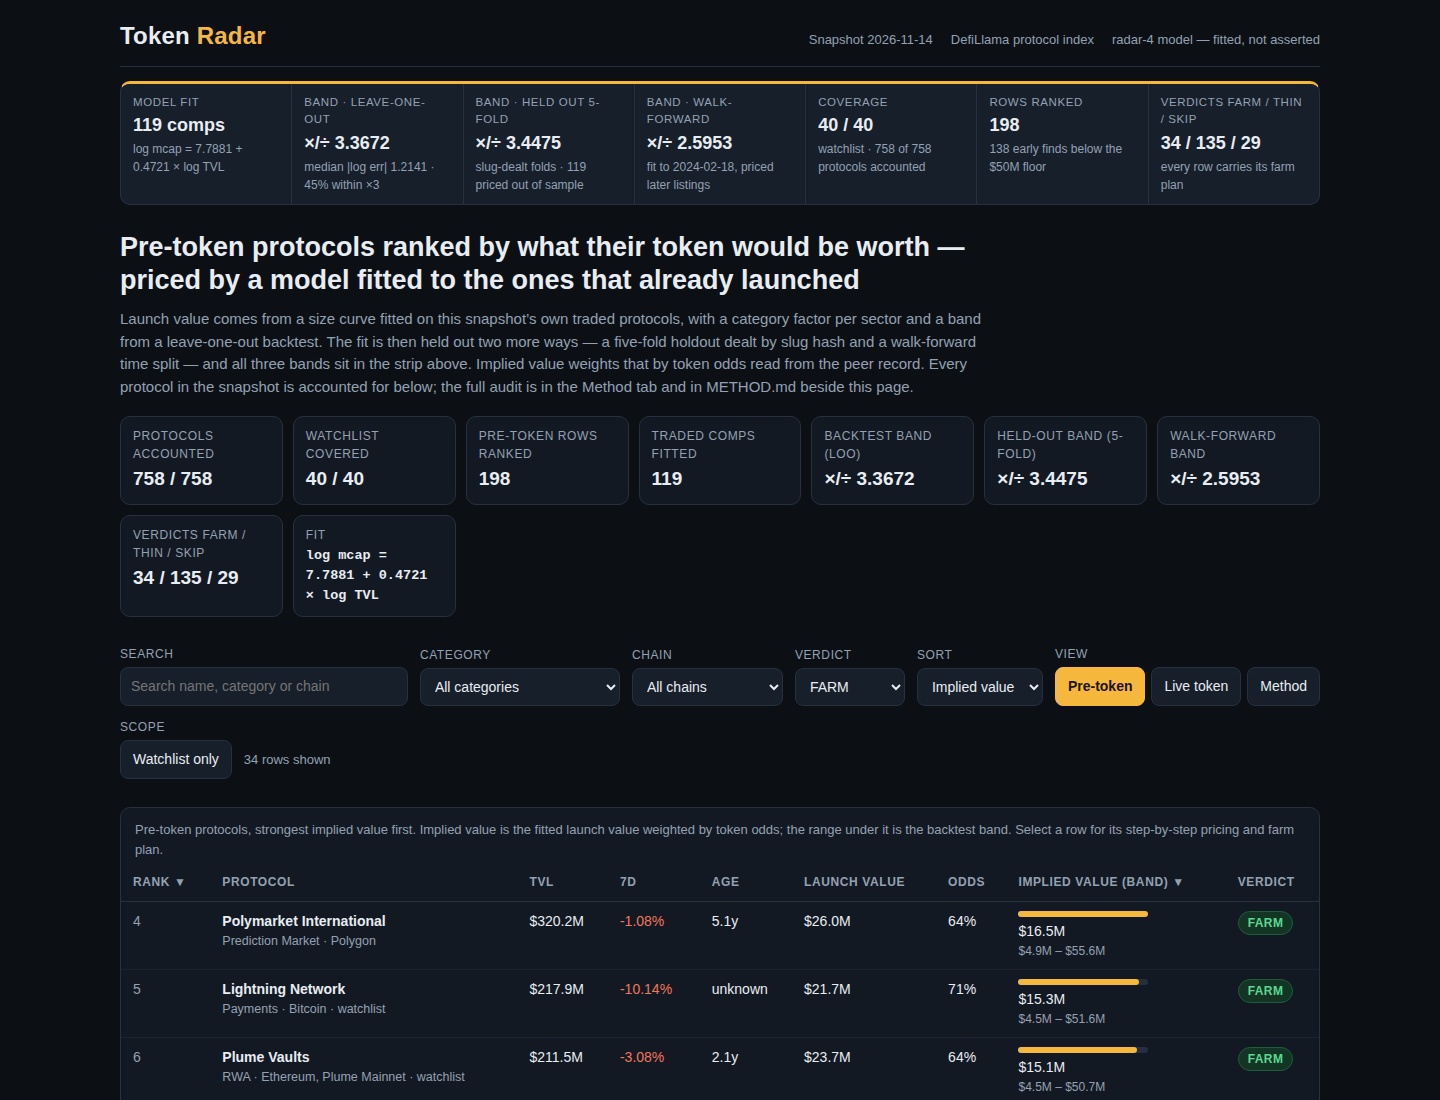 Token Radar
Snapshot 2026-11-14 DefiLlama protocol index radar-4 model — fitted, not asserted
MODEL FIT
119 comps
log mcap = 7.7881 +
0.4721 × log TVL
BAND · LEAVE-ONE-
OUT
×/÷ 3.3672
median |log err| 1.2141 ·
45% within ×3
BAND · HELD OUT 5-
FOLD
×/÷ 3.4475
slug-dealt folds · 119
priced out of sample
BAND · WALK-
FORWARD
×/÷ 2.5953
fit to 2024-02-18, priced
later listings
COVERAGE
40 / 40
watchlist · 758 of 758
protocols accounted
ROWS RANKED
198
138 early finds below the
$50M floor
VERDICTS FARM / THIN
/ SKIP
34 / 135 / 29
every row carries its farm
plan
Pre-token protocols ranked by what their token would be worth —
priced by a model fitted to the ones that already launched
Launch value comes from a size curve fitted on this snapshot's own traded protocols, with a category factor per sector and a band
from a leave-one-out backtest. The fit is then held out two more ways — a five-fold holdout dealt by slug hash and a walk-forward
time split — and all three bands sit in the strip above. Implied value weights that by token odds read from the peer record. Every
protocol in the snapshot is accounted for below; the full audit is in the Method tab and in METHOD.md beside this page.
PROTOCOLS
ACCOUNTED
758 / 758
WATCHLIST
COVERED
40 / 40
PRE-TOKEN ROWS
RANKED
198
TRADED COMPS
FITTED
119
BACKTEST BAND
(LOO)
×/÷ 3.3672
HELD-OUT BAND (5-
FOLD)
×/÷ 3.4475
WALK-FORWARD
BAND
×/÷ 2.5953
VERDICTS FARM /
THIN / SKIP
34 / 135 / 29
FIT
log mcap =
7.7881 + 0.4721
× log TVL
SEARCH
Search name, category or chain
CATEGORY
All categories
CHAIN
All chains
VERDICT
FARM
SORT
Implied value
VIEW
Pre-token Live token Method
SCOPE
Watchlist only 34 rows shown
Pre-token protocols, strongest implied value first. Implied value is the fitted launch value weighted by token odds; the range under it is the backtest band. Select a row for its step-by-step pricing and farm
plan.
RANK ▼ PROTOCOL TVL 7D AGE LAUNCH VALUE ODDS IMPLIED VALUE (BAND) ▼ VERDICT
4 Polymarket International $320.2M -1.08% 5.1y $26.0M 64% $16.5M FARM
Prediction Market · Polygon $4.9M – $55.6M
5 Lightning Network $217.9M -10.14% unknown $21.7M 71% $15.3M FARM
Payments · Bitcoin · watchlist $4.5M – $51.6M
6 Plume Vaults $211.5M -3.08% 2.1y $23.7M 64% $15.1M FARM
RWA · Ethereum, Plume Mainnet · watchlist $4.5M – $50.7M